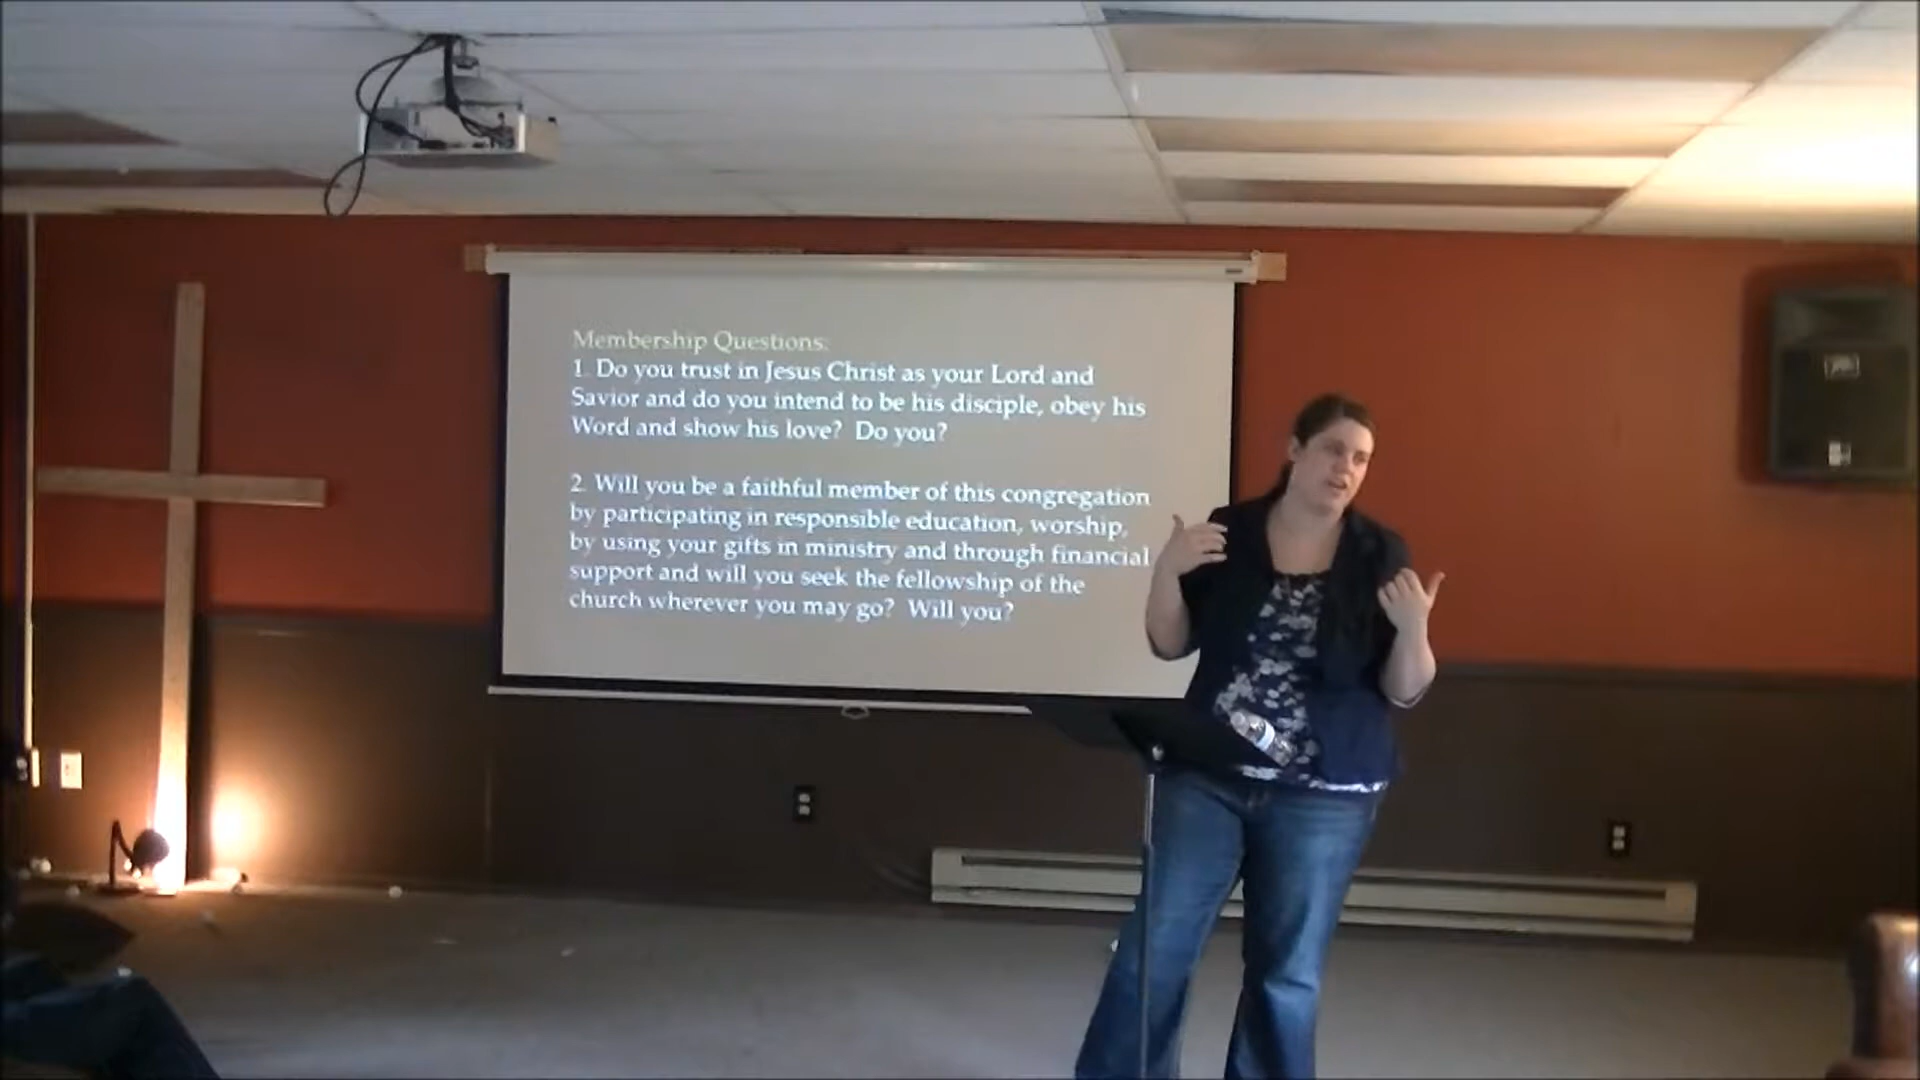 Membership Questions:
1. Do you trust in Jesus Christ as your Lord and
Savior and do you intend to be his disciple, obey his
Word and show his love? Do you?
2. Will you be a faithful member of this congregation
by participating in responsible education, worship,
by using your gifts in ministry and through financial
support and will you seek the fellowship of the
church wherever you may go? Will you?